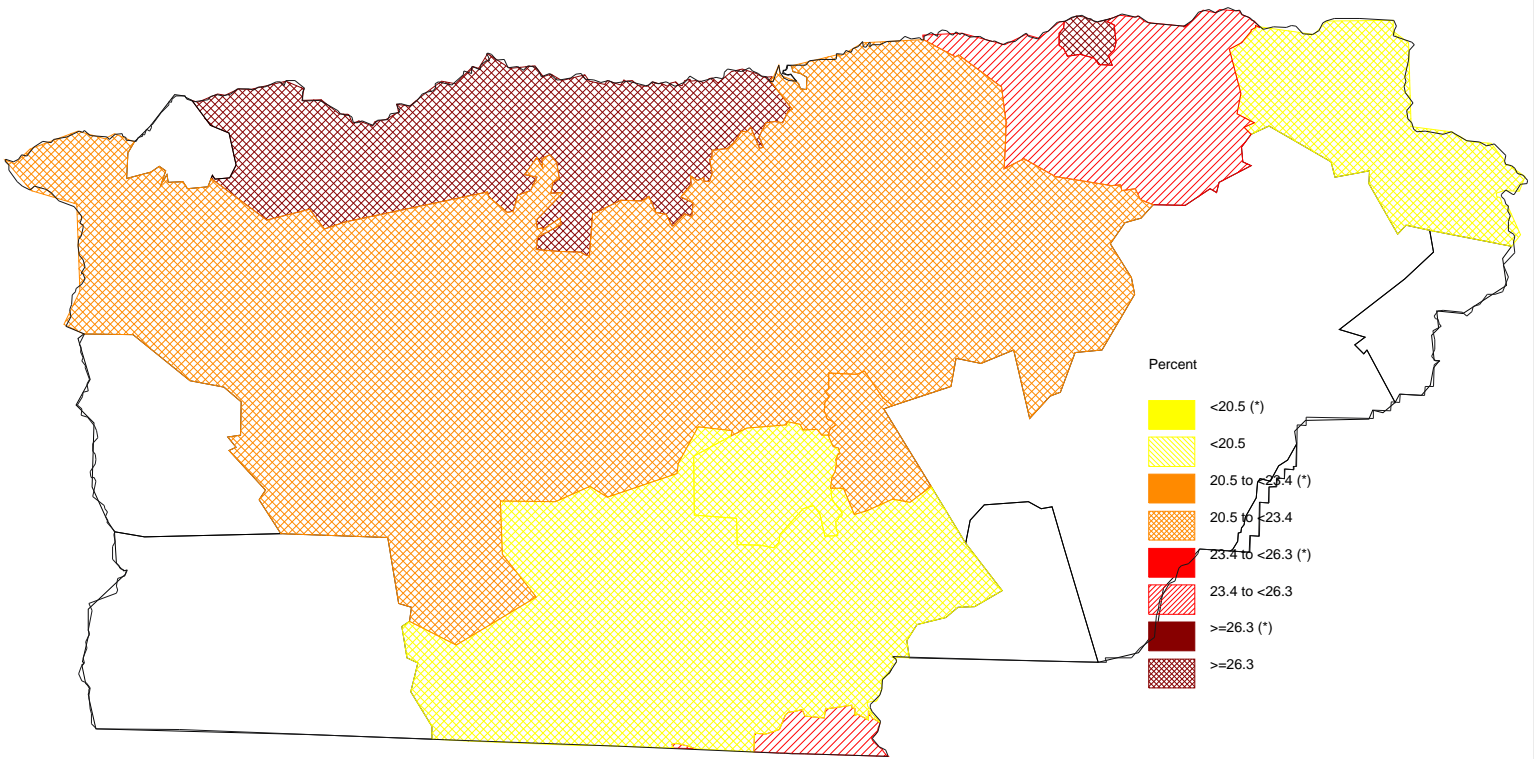 Percent
<20.5 (*)
<20.5
20.5 to <23.4 (*)
20.5 to <23.4
23.4 to <26.3 (*)
23.4 to <26.3
>=26.3 (*)
>=26.3